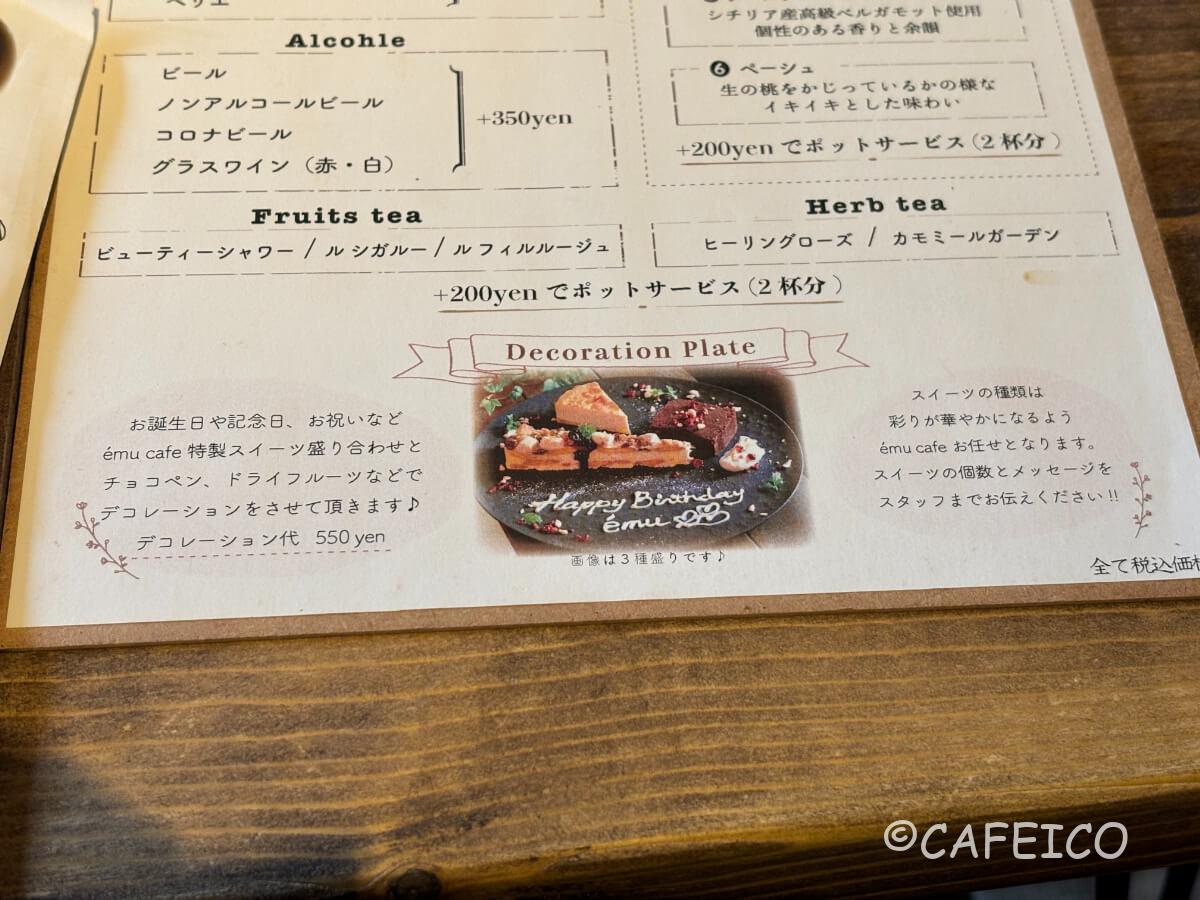 ペリエ
Alcohle
ビール
ノンアルコールビール
コロナビール
グラスワイン（赤・白）
+350yen
シチリア産高級ベルガモット使用
個性のある香りと余韻
❻ ペーシュ
生の桃をかじっているかの様な
イキイキとした味わい
+200yen でポットサービス（2 杯分）
Fruits tea
ビューティーシャワー / ル シガルー / ル フィルルージュ
Herb tea
ヒーリングローズ / カモミールガーデン
+200yen でポットサービス（2 杯分）
Decoration Plate
お誕生日や記念日、お祝いなど
ému cafe 特製スイーツ盛り合わせと
チョコペン、ドライフルーツなどで
デコレーションをさせて頂きます♪
デコレーション代 550 yen
Happy Birthday
ému
画像は３種盛りです♪
スイーツの種類は
彩りが華やかになるよう
ému cafe お任せとなります。
スイーツの個数とメッセージを
スタッフまでお伝えください!!
全て税込価格
©CAFEICO